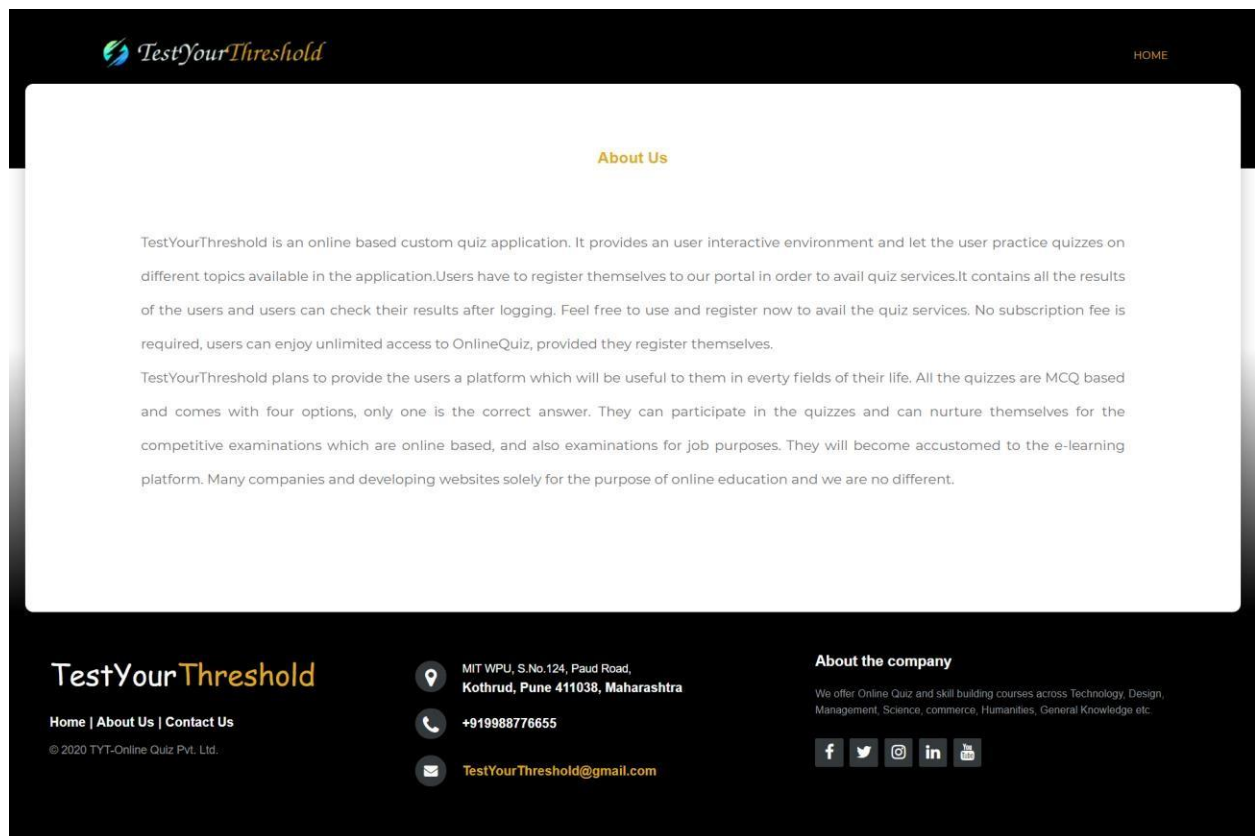 TestYourThreshold
HOME
About Us
TestYourThreshold is an online based custom quiz application. It provides an user interactive environment and let the user practice quizzes on
different topics available in the application.Users have to register themselves to our portal in order to avail quiz services.It contains all the results
of the users and users can check their results after logging. Feel free to use and register now to avail the quiz services. No subscription fee is
required, users can enjoy unlimited access to OnlineQuiz, provided they register themselves.
TestYourThreshold plans to provide the users a platform which will be useful to them in everty fields of their life. All the quizzes are MCQ based
and comes with four options, only one is the correct answer. They can participate in the quizzes and can nurture themselves for the
competitive examinations which are online based, and also examinations for job purposes. They will become accustomed to the e-learning
platform. Many companies and developing websites solely for the purpose of online education and we are no different.
TestYourThreshold
Home | About Us | Contact Us
© 2020 TYT-Online Quiz Pvt. Ltd.
MIT WPU, S.No.124, Paud Road,
Kothrud, Pune 411038, Maharashtra
+919988776655
TestYourThreshold@gmail.com
About the company
We offer Online Quiz and skill building courses across Technology, Design,
Management, Science, commerce, Humanities, General Knowledge etc.
f
in
You
Tube